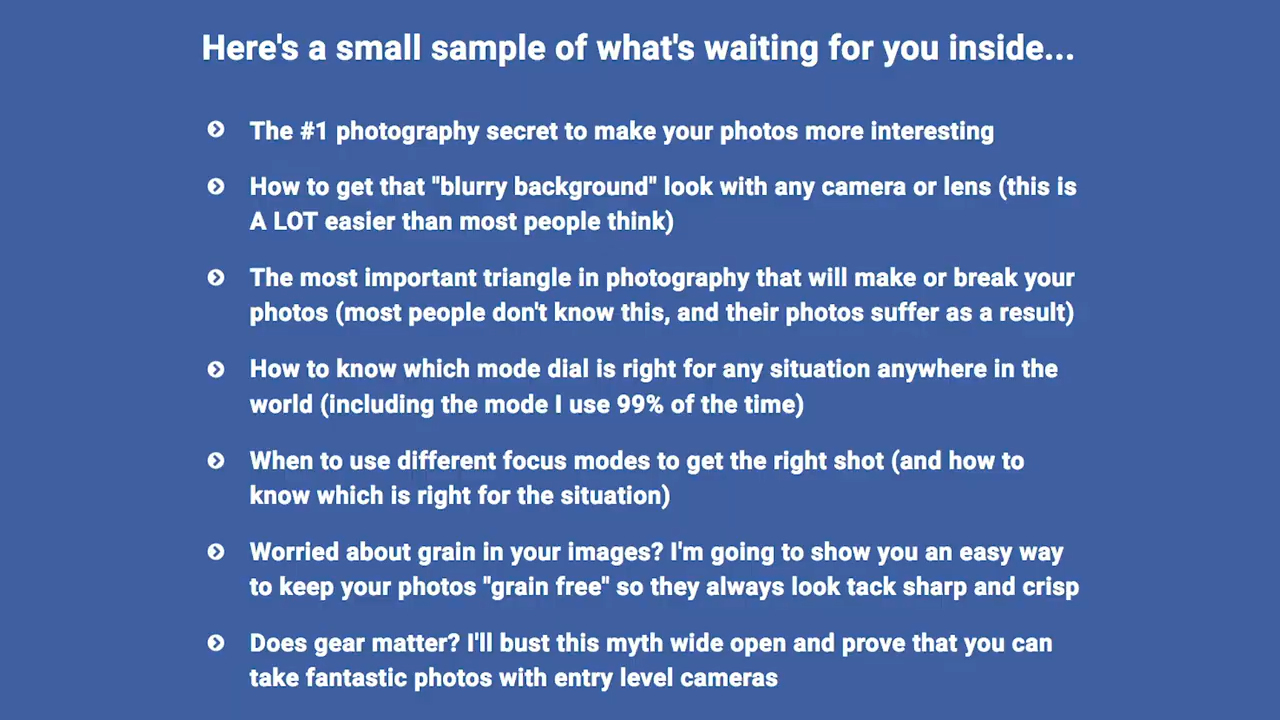 Here's a small sample of what's waiting for you inside...
The #1 photography secret to make your photos more interesting
How to get that "blurry background" look with any camera or lens (this is
A LOT easier than most people think)
The most important triangle in photography that will make or break your
photos (most people don't know this, and their photos suffer as a result)
How to know which mode dial is right for any situation anywhere in the
world (including the mode I use 99% of the time)
When to use different focus modes to get the right shot (and how to
know which is right for the situation)
Worried about grain in your images? I'm going to show you an easy way
to keep your photos "grain free" so they always look tack sharp and crisp
Does gear matter? I'll bust this myth wide open and prove that you can
take fantastic photos with entry level cameras